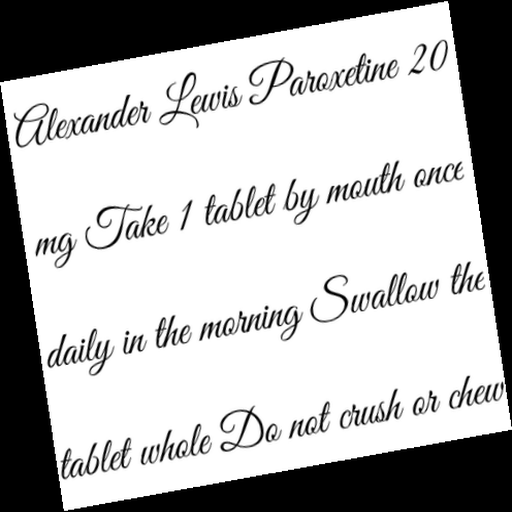 Alexander Lewis Paroxetine 20
mg Take 1 tablet by mouth once
daily in the morning Swallow the
tablet whole Do not crush or chew